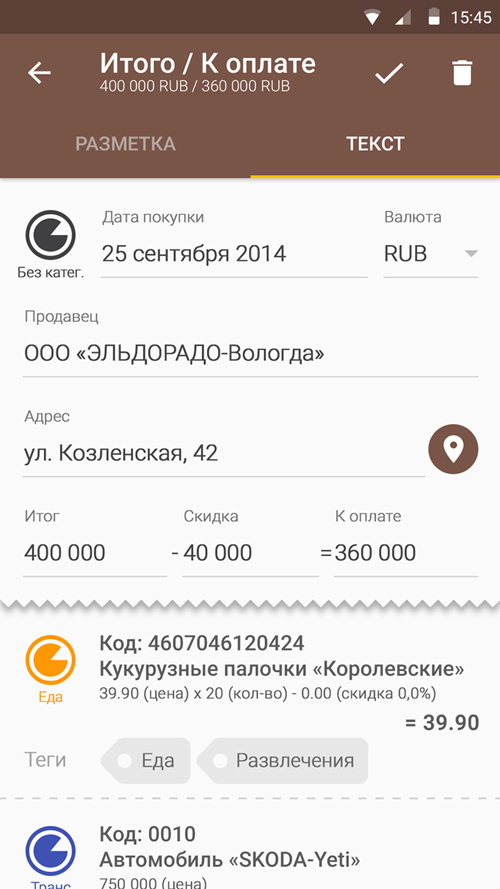 15:45
Итого / К оплате
400 000 RUB / 360 000 RUB
РАЗМЕТКА ТЕКСТ
Дата покупки Валюта
25 сентября 2014 RUB
Без катег.
Продавец
ООО «ЭЛЬДОРАДО-Вологда»
Адрес
ул. Козленская, 42
Итог Скидка К оплате
400 000 - 40 000 = 360 000
Код: 4607046120424
Кукурузные палочки «Королевские»
Еда 39.90 (цена) x 20 (кол-во) - 0.00 (скидка 0,0%)
= 39.90
Теги Еда Развлечения
Код: 0010
Автомобиль «SKODA-Yeti»
Транс 750 000 (цена)